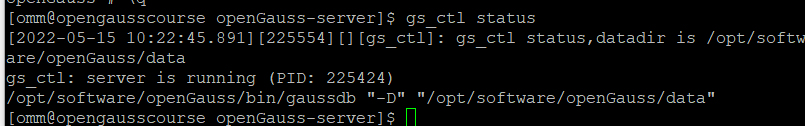 openGauss-# \q
[omm@opengausscourse openGauss-server]$ gs_ctl status
[2022-05-15 10:22:45.891][225554][][gs_ctl]: gs_ctl status,datadir is /opt/softw
are/openGauss/data
gs_ctl: server is running (PID: 225424)
/opt/software/openGauss/bin/gaussdb "-D" "/opt/software/openGauss/data"
[omm@opengausscourse openGauss-server]$